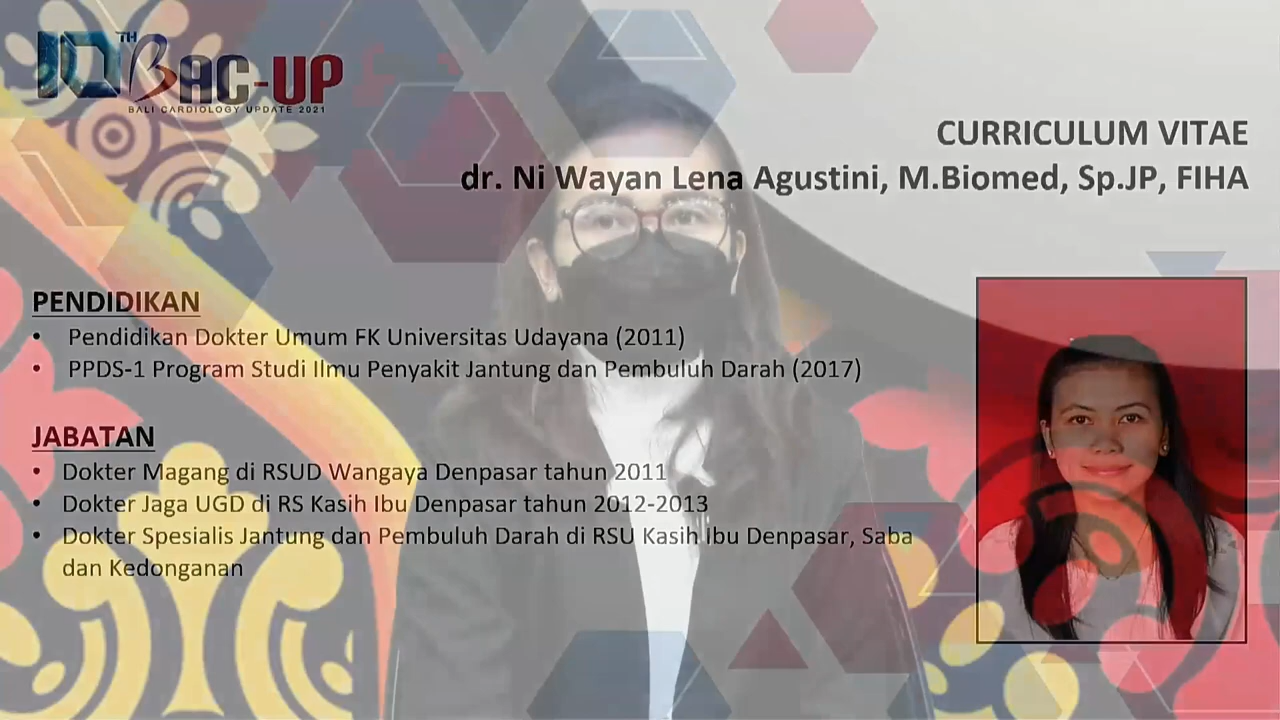 10TH BAC-UP
BALI CARDIOLOGY UPDATE 2021
CURRICULUM VITAE
dr. Ni Wayan Lena Agustini, M.Biomed, Sp.JP, FIHA
PENDIDIKAN
• Pendidikan Dokter Umum FK Universitas Udayana (2011)
• PPDS-1 Program Studi Ilmu Penyakit Jantung dan Pembuluh Darah (2017)
JABATAN
• Dokter Magang di RSUD Wangaya Denpasar tahun 2011
• Dokter Jaga UGD di RS Kasih Ibu Denpasar tahun 2012-2013
• Dokter Spesialis Jantung dan Pembuluh Darah di RSU Kasih Ibu Denpasar, Saba
dan Kedonganan